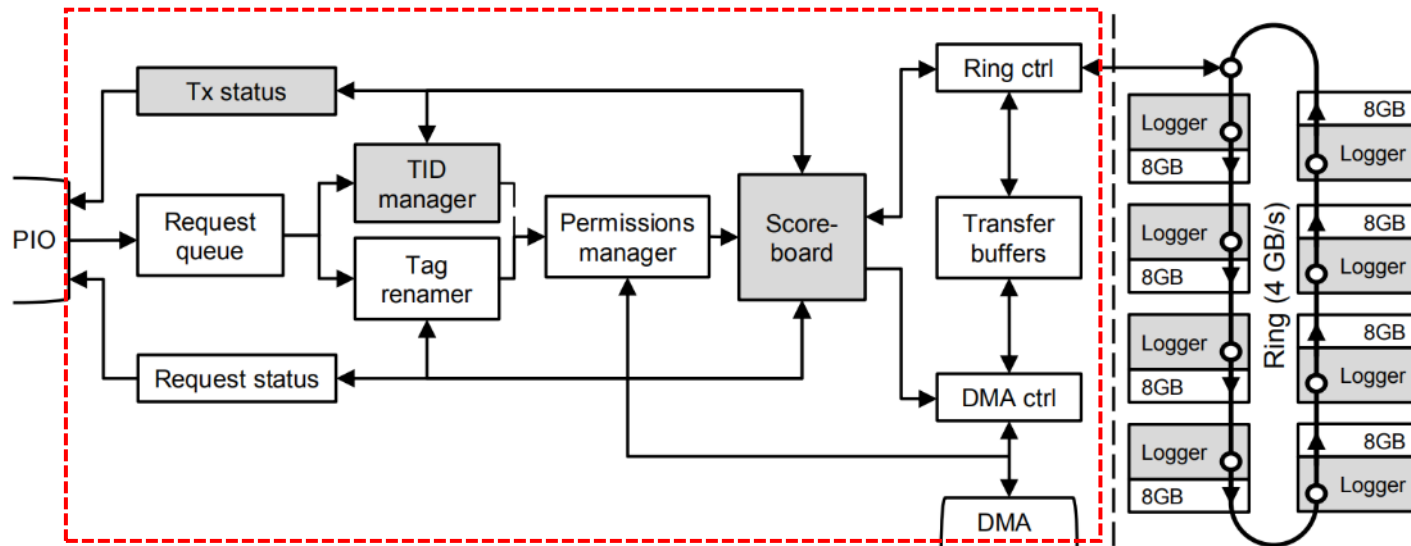 Tx status
TID
manager
PIO
Request
queue
Tag
renamer
Request status
Permissions
manager
Score-
board
Ring ctrl
Transfer
buffers
DMA ctrl
DMA
Logger
8GB
Logger
8GB
Logger
8GB
Logger
8GB
Ring (4 GB/s)
8GB
Logger
8GB
Logger
8GB
Logger
8GB
Logger